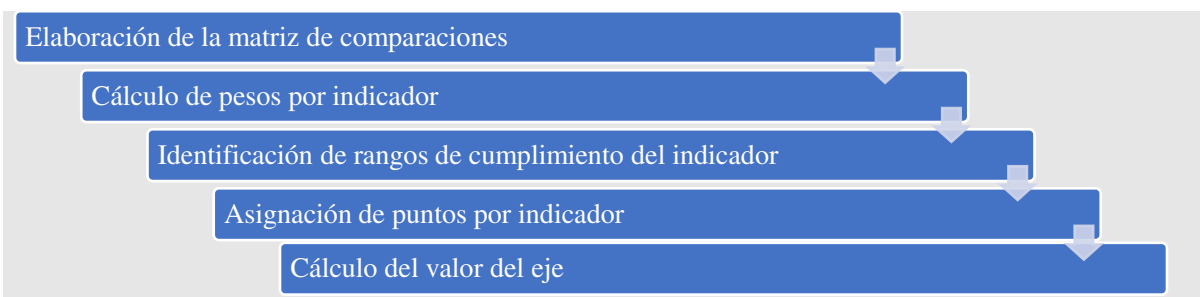 Elaboración de la matriz de comparaciones
Cálculo de pesos por indicador
Identificación de rangos de cumplimiento del indicador
Asignación de puntos por indicador
Cálculo del valor del eje